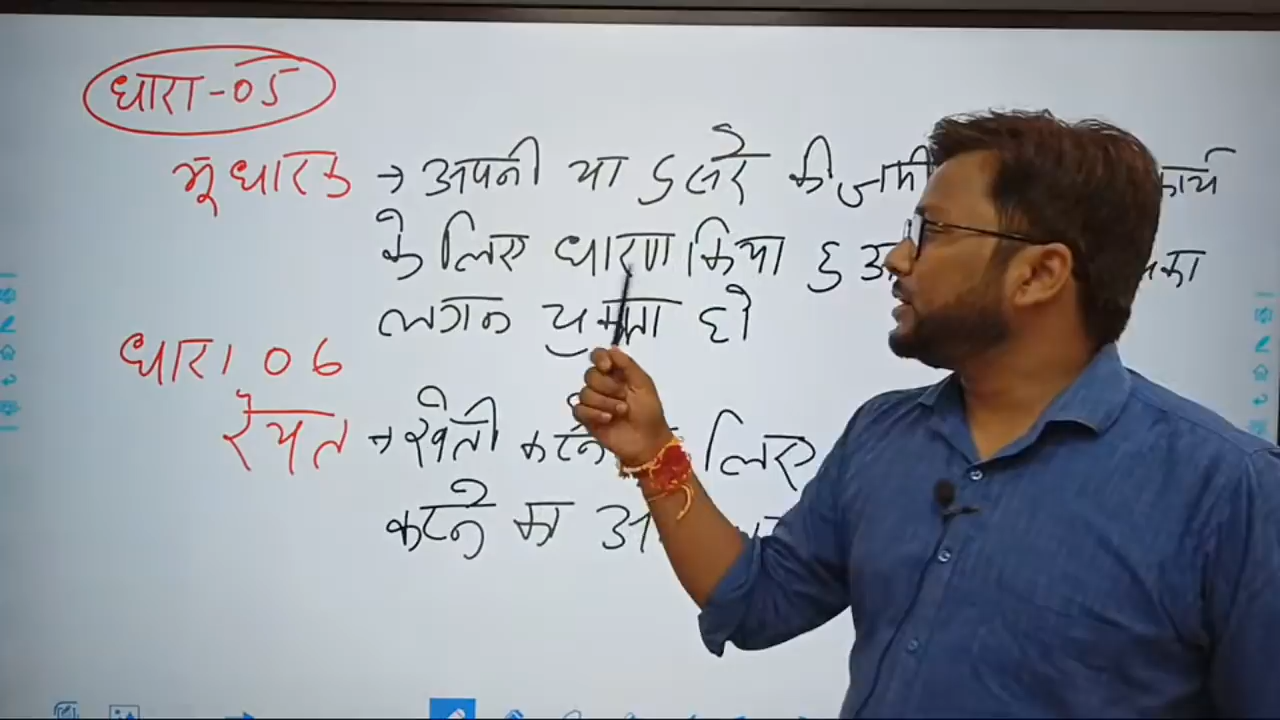 धारा-05
भूधारक → अपनी या दुसरे की जमी कार्य
के लिए धारण किया हुआ
लगान चुकाता हो
धारा 06
रैयत → खेती करने लिए
करने का